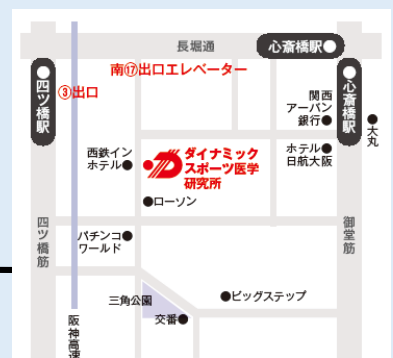 長堀通
心斎橋駅
南⑰出口エレベーター
四ツ橋駅
③出口
心斎橋駅
関西
アーバン
銀行
大丸
西鉄イン
ホテル
ダイナミック
スポーツ医学
研究所
ホテル
日航大阪
ローソン
四ツ橋筋
御堂筋
パチンコ
ワールド
三角公園
ビッグステップ
交番
阪神高速